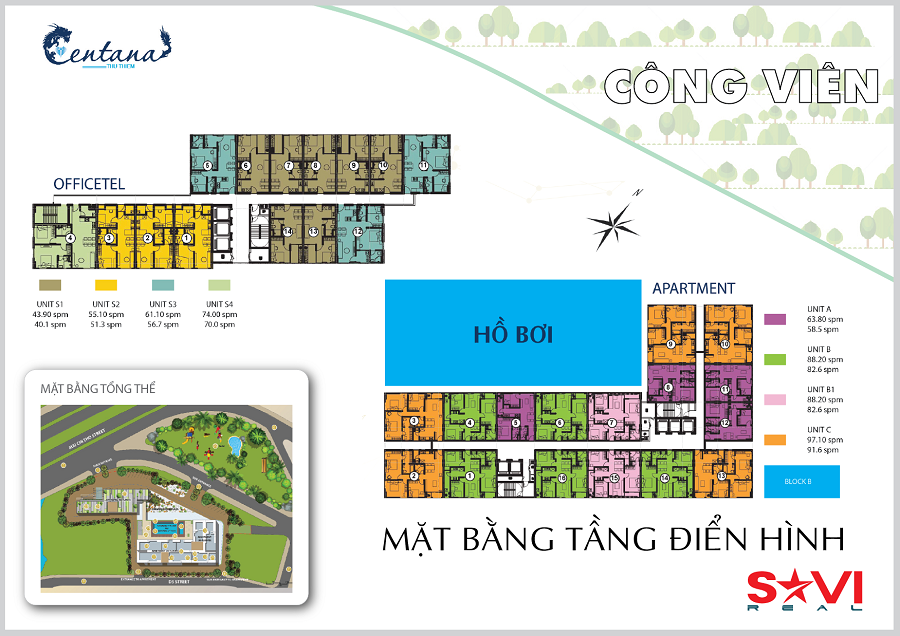 Centana
THỦ THIÊM
CÔNG VIÊN
OFFICETEL
5
6
7
8
9
10
11
4
3
2
1
14
13
12
UNIT S1
43.90 spm
40.1 spm
UNIT S2
55.10 spm
51.3 spm
UNIT S3
61.10 spm
56.7 spm
UNIT S4
74.00 spm
70.0 spm
N
APARTMENT
HỒ BƠI
9
10
8
11
12
3
4
5
6
7
2
1
16
15
14
13
UNIT A
63.80 spm
58.5 spm
UNIT B
88.20 spm
82.6 spm
UNIT B1
88.20 spm
82.6 spm
UNIT C
97.10 spm
91.6 spm
BLOCK B
MẶT BẰNG TỔNG THỂ
D3 STREET
MẶT BẰNG TẦNG ĐIỂN HÌNH
SAVI
REAL